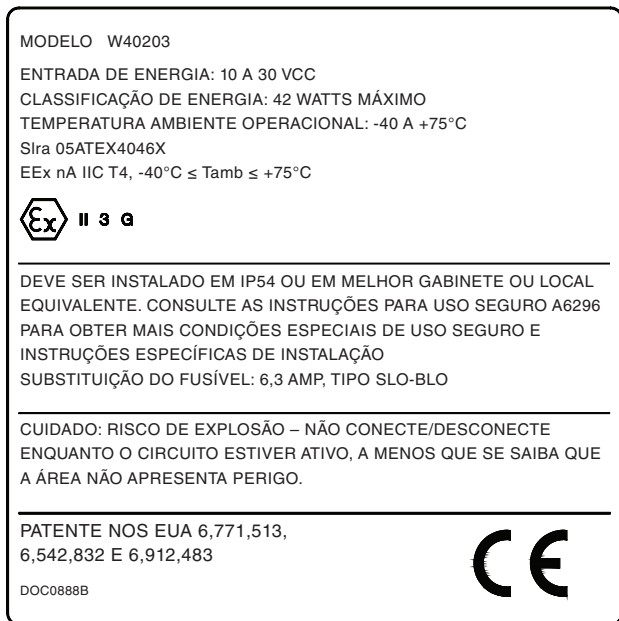 MODELO W40203
ENTRADA DE ENERGIA: 10 A 30 VCC
CLASSIFICAÇÃO DE ENERGIA: 42 WATTS MÁXIMO
TEMPERATURA AMBIENTE OPERACIONAL: -40 A +75°C
SIra 05ATEX4046X
EEx nA IIC T4, -40°C ≤ Tamb ≤ +75°C
Ex II 3 G
DEVE SER INSTALADO EM IP54 OU EM MELHOR GABINETE OU LOCAL
EQUIVALENTE. CONSULTE AS INSTRUÇÕES PARA USO SEGURO A6296
PARA OBTER MAIS CONDIÇÕES ESPECIAIS DE USO SEGURO E
INSTRUÇÕES ESPECÍFICAS DE INSTALAÇÃO
SUBSTITUIÇÃO DO FUSÍVEL: 6,3 AMP, TIPO SLO-BLO
CUIDADO: RISCO DE EXPLOSÃO – NÃO CONECTE/DESCONECTE
ENQUANTO O CIRCUITO ESTIVER ATIVO, A MENOS QUE SE SAIBA QUE
A ÁREA NÃO APRESENTA PERIGO.
PATENTE NOS EUA 6,771,513,
6,542,832 E 6,912,483
CE
DOC0888B